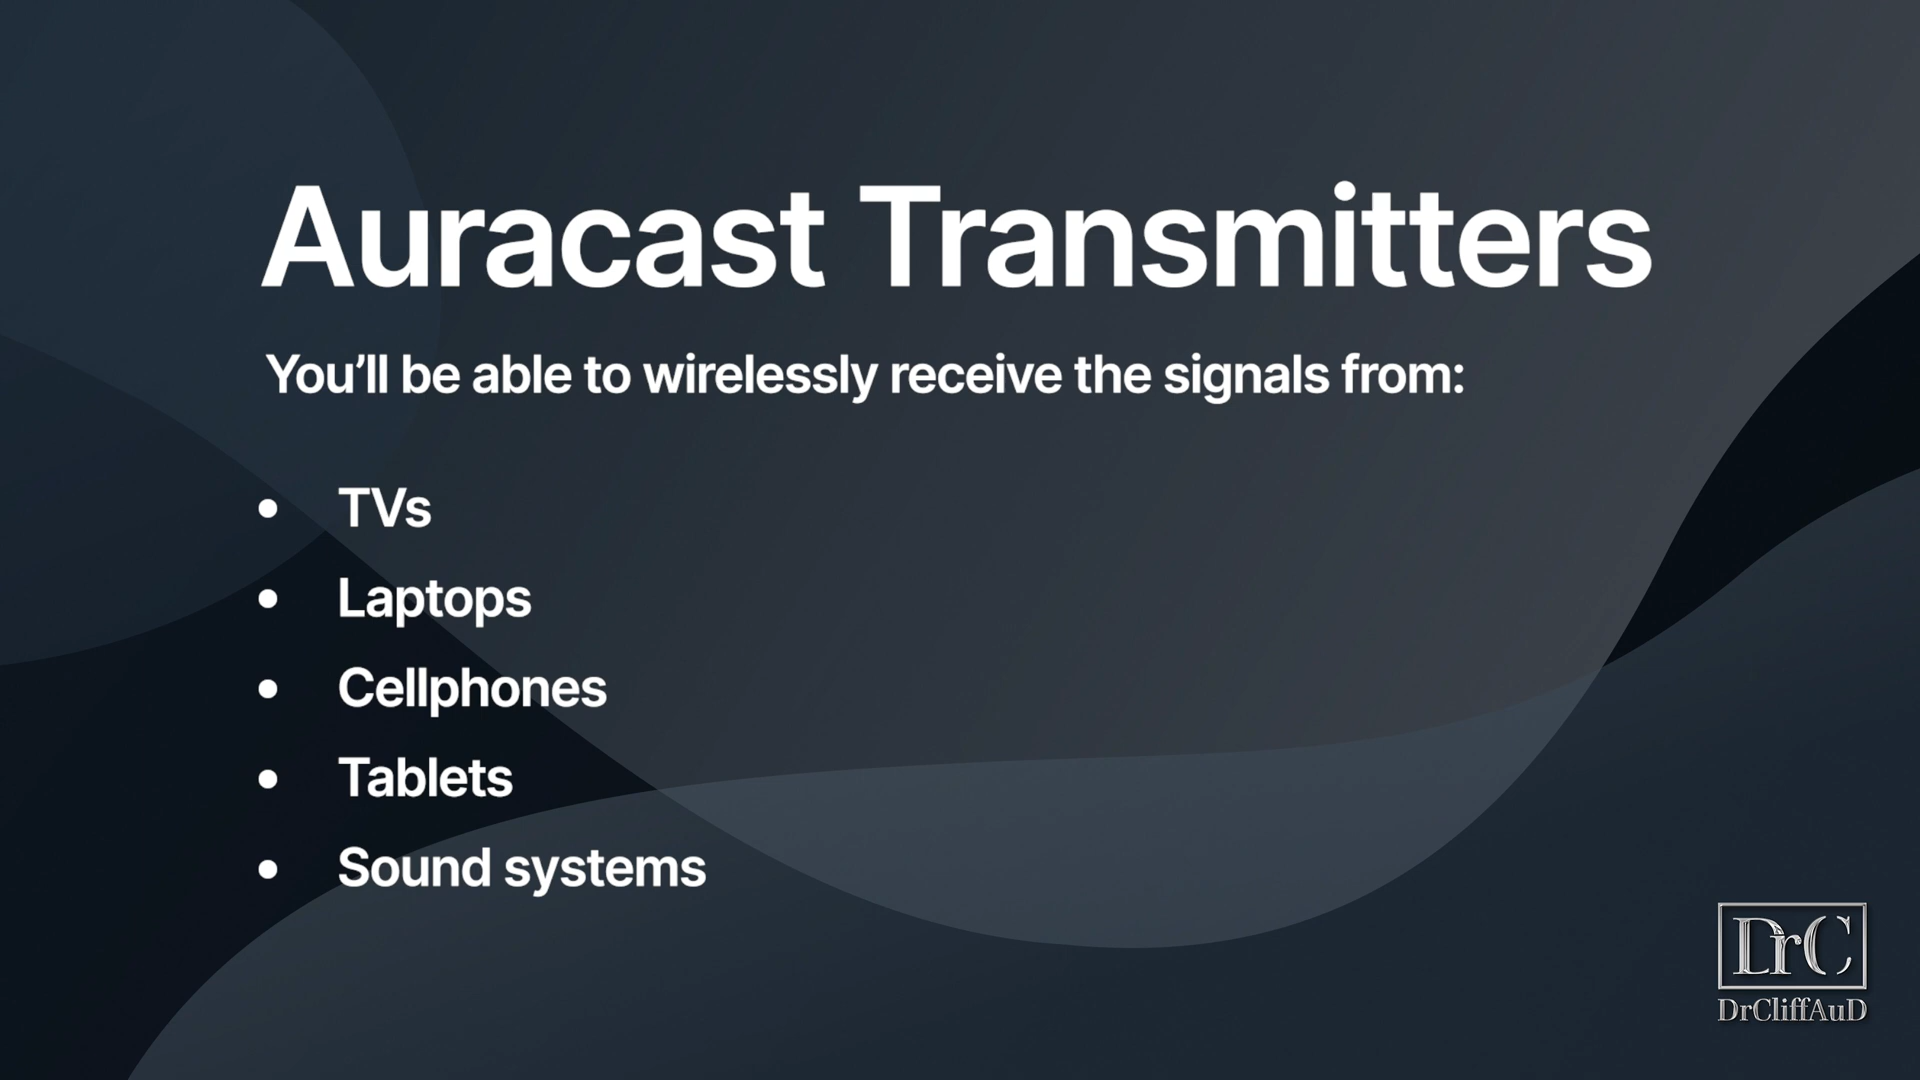 Auracast Transmitters
You’ll be able to wirelessly receive the signals from:
• TVs
• Laptops
• Cellphones
• Tablets
• Sound systems
DrC
DrCliffAuD